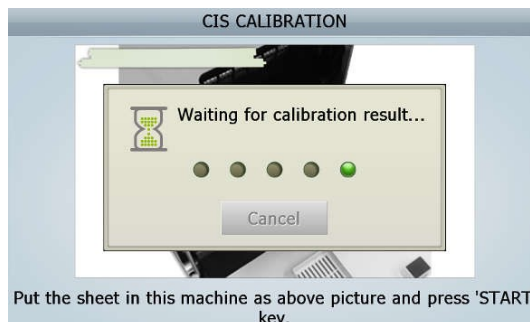 CIS CALIBRATION
Waiting for calibration result...
Cancel
Put the sheet in this machine as above picture and press 'START'
key.